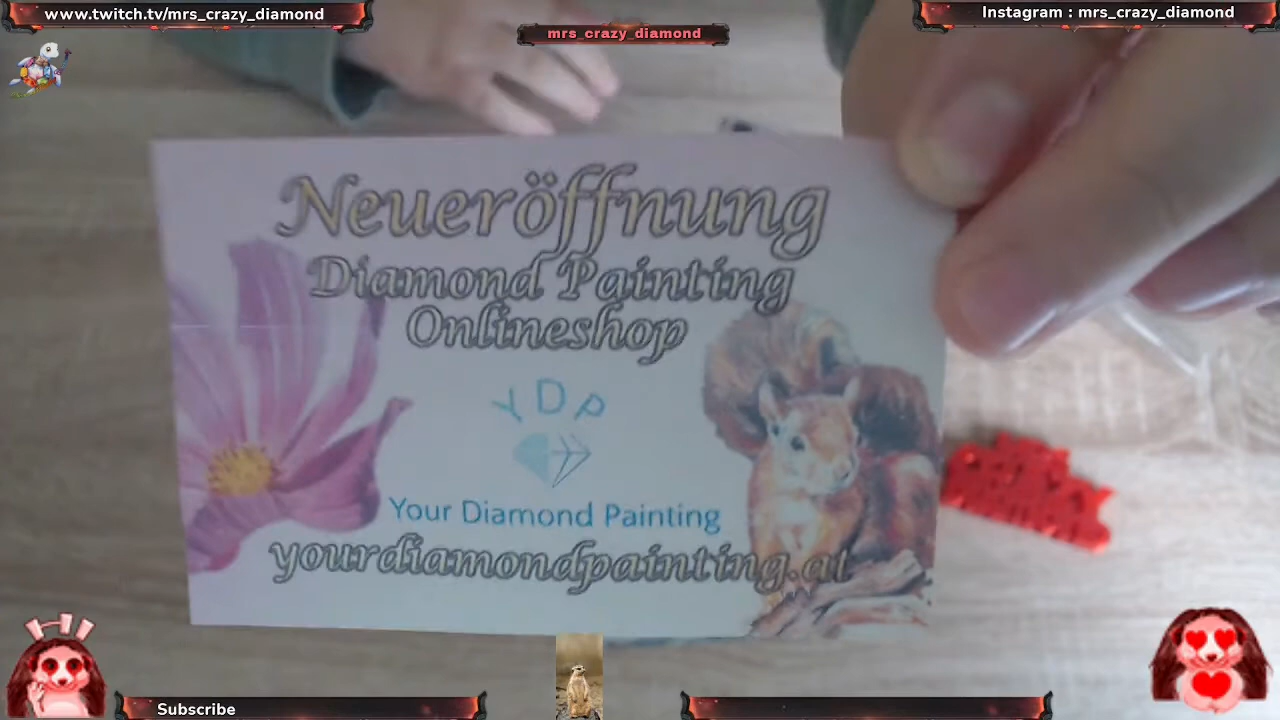 www.twitch.tv/mrs_crazy_diamond
mrs_crazy_diamond
Instagram : mrs_crazy_diamond
Neueröffnung
Diamond Painting
Onlineshop
YDP
Your Diamond Painting
yourdiamondpainting.at
Subscribe